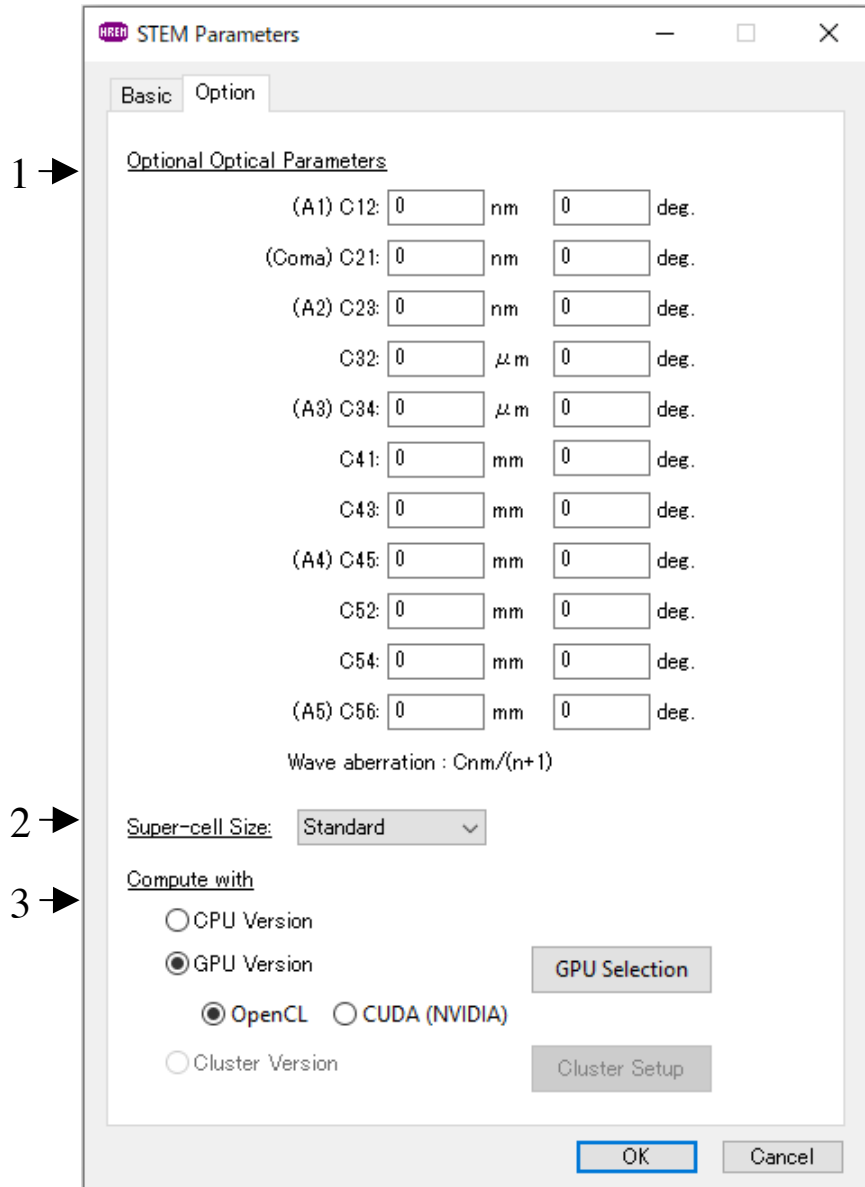 HREM STEM Parameters
Basic Option
1 Optional Optical Parameters
(A1) C12: 0 nm 0 deg.
(Coma) C21: 0 nm 0 deg.
(A2) C23: 0 nm 0 deg.
C32: 0 μm 0 deg.
(A3) C34: 0 μm 0 deg.
C41: 0 mm 0 deg.
C43: 0 mm 0 deg.
(A4) C45: 0 mm 0 deg.
C52: 0 mm 0 deg.
C54: 0 mm 0 deg.
(A5) C56: 0 mm 0 deg.
Wave aberration : Cnm/(n+1)
2 Super-cell Size: Standard
Compute with
3
CPU Version
GPU Version GPU Selection
OpenCL CUDA (NVIDIA)
Cluster Version Cluster Setup
OK Cancel